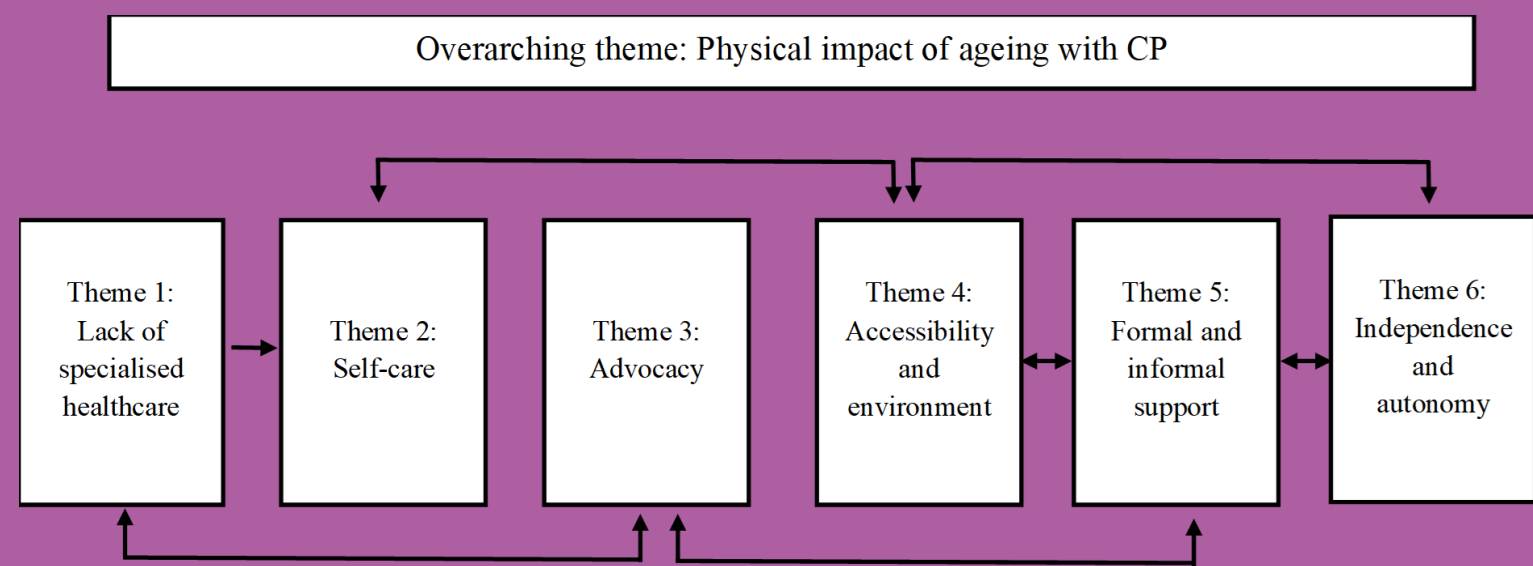 Overarching theme: Physical impact of ageing with CP
Theme 1:
Lack of
specialised
healthcare
Theme 2:
Self-care
Theme 3:
Advocacy
Theme 4:
Accessibility
and
environment
Theme 5:
Formal and
informal
support
Theme 6:
Independence
and
autonomy